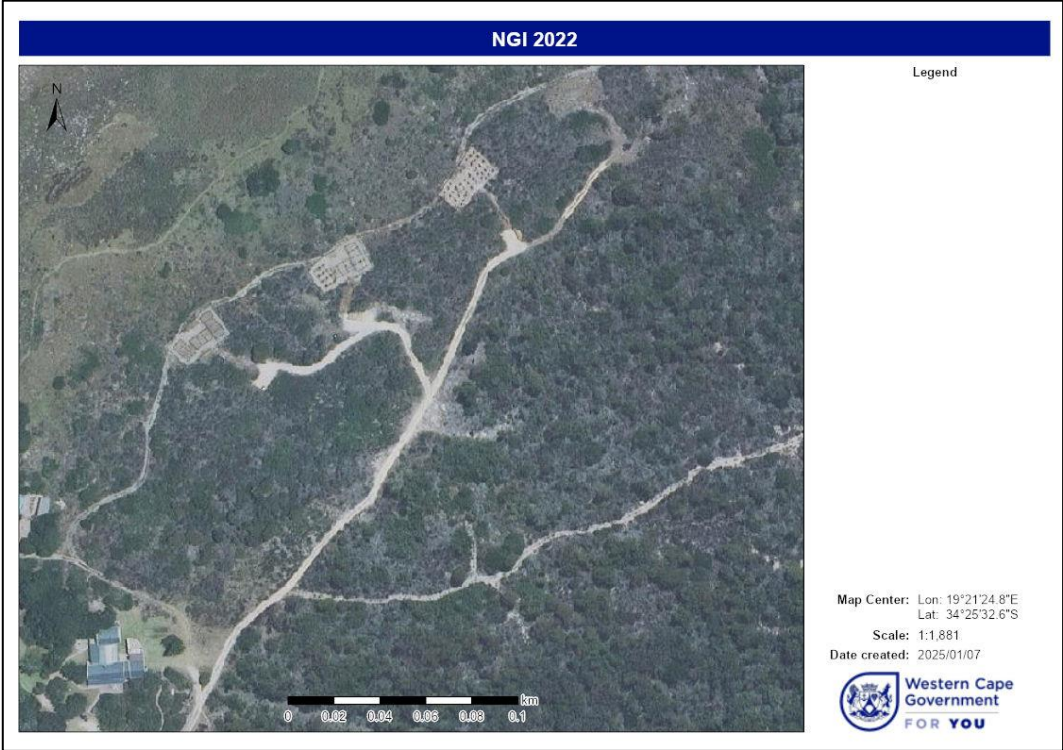 NGI 2022
N
Legend
km
0 0.02 0.04 0.06 0.08 0.1
Map Center: Lon: 19°21'24.8"E
Lat: 34°25'32.6"S
Scale: 1:1,881
Date created: 2025/01/07
Western Cape
Government
FOR YOU